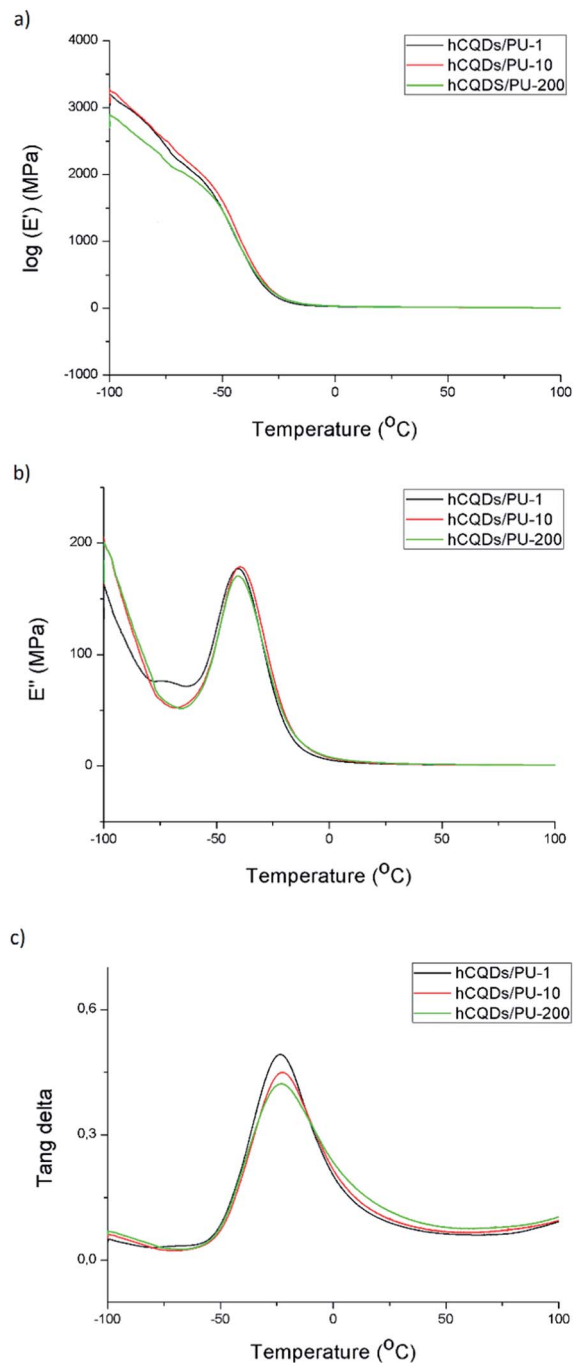 a)
hCQDs/PU-1
hCQDs/PU-10
hCQDS/PU-200
4000
3000
2000
1000
0
-1000
log (E') (MPa)
-100
-50
0
50
100
Temperature (°C)
b)
hCQDs/PU-1
hCQDs/PU-10
hCQDs/PU-200
200
100
0
E'' (MPa)
-100
-50
0
50
100
Temperature (°C)
c)
hCQDs/PU-1
hCQDs/PU-10
hCQDs/PU-200
0,6
0,3
0,0
Tang delta
-100
-50
0
50
100
Temperature (°C)